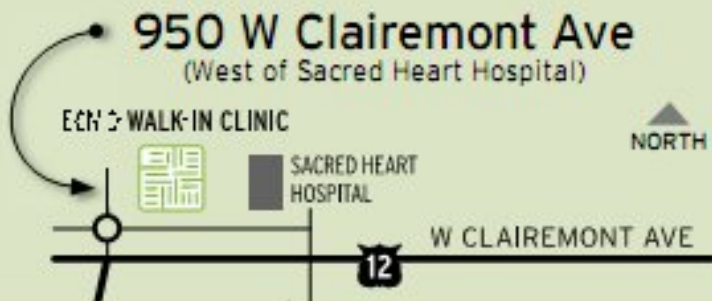 950 W Clairemont Ave
(West of Sacred Heart Hospital)
WALK-IN CLINIC
NORTH
SACRED HEART
HOSPITAL
W CLAIREMONT AVE
12